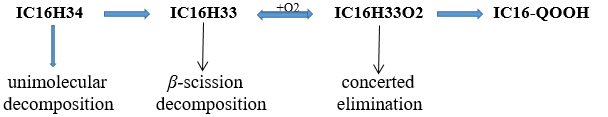 IC16H34 IC16H33 +O2 IC16H33O2 IC16-QOOH
unimolecular β-scission concerted
decomposition decomposition elimination